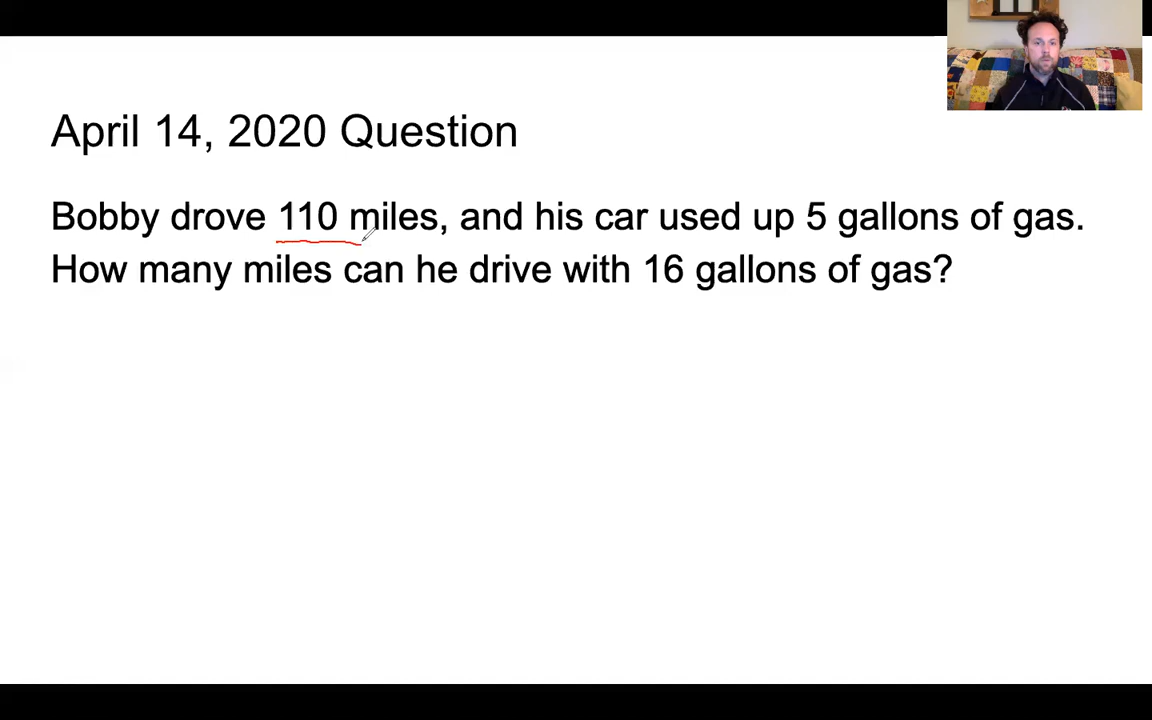 April 14, 2020 Question
Bobby drove 110 miles, and his car used up 5 gallons of gas.
How many miles can he drive with 16 gallons of gas?